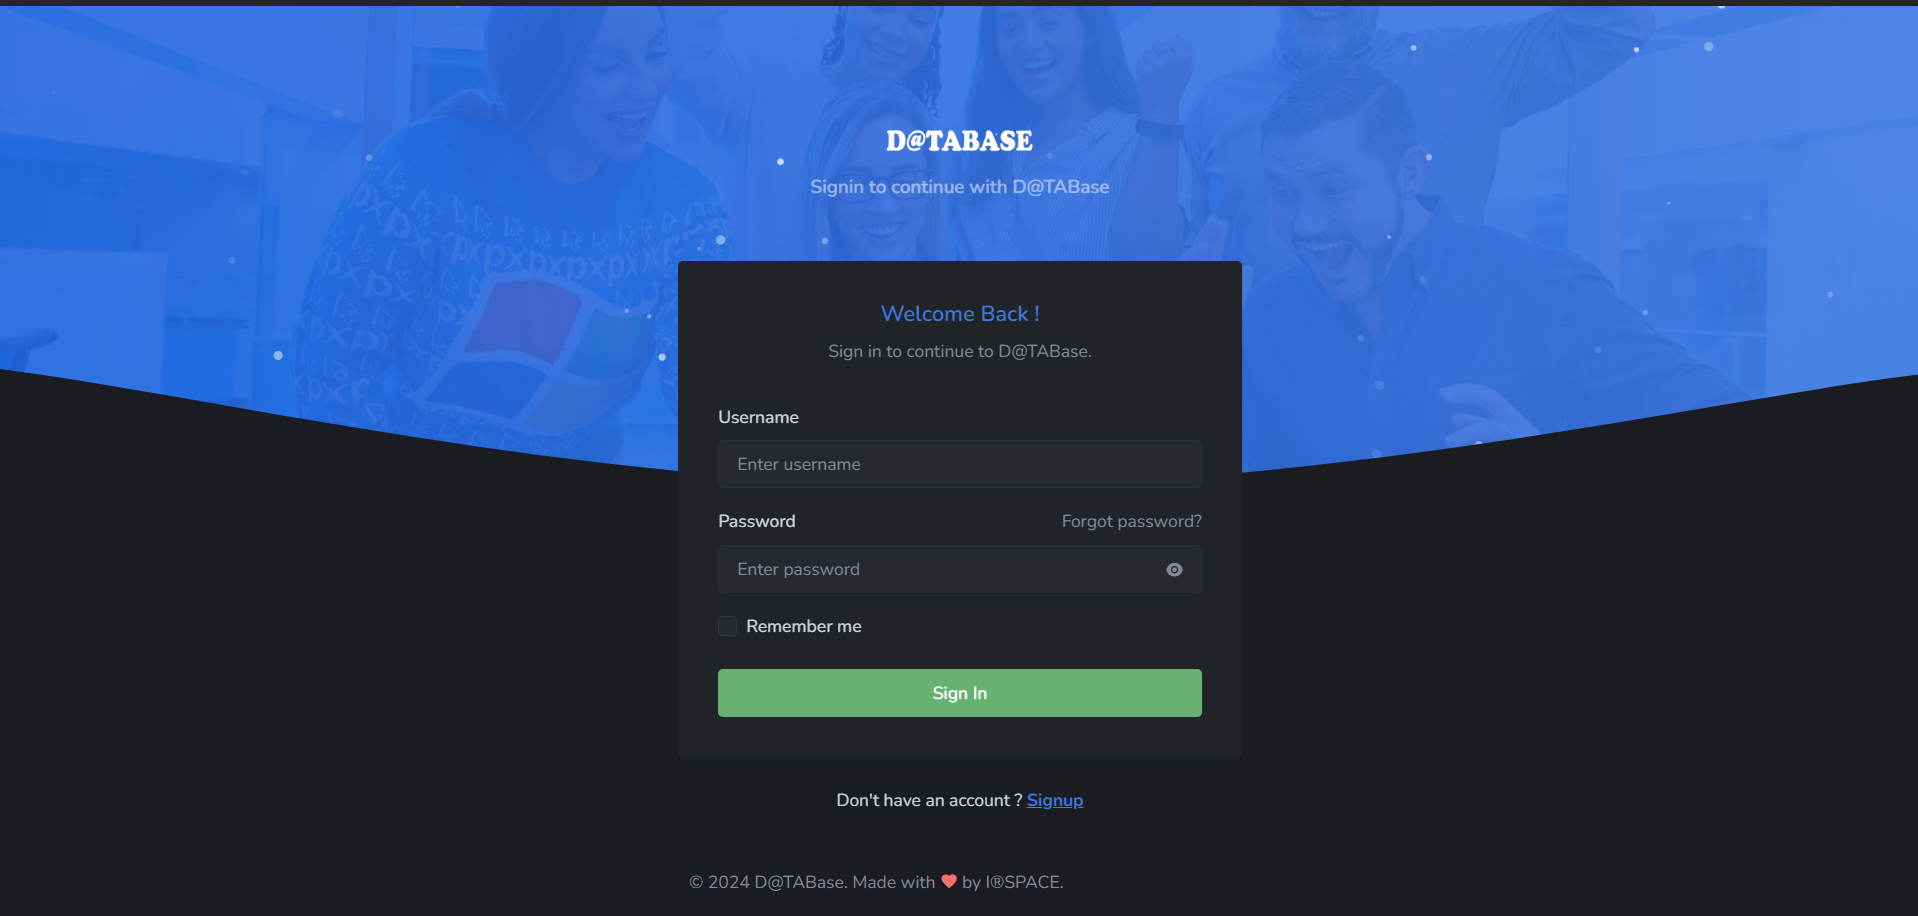 D@TABASE
Signin to continue with D@TABase
Welcome Back !
Sign in to continue to D@TABase.
Username
Enter username
Password
Forgot password?
Enter password
Remember me
Sign In
Don't have an account ? Signup
© 2024 D@TABase. Made with ❤ by I®SPACE.